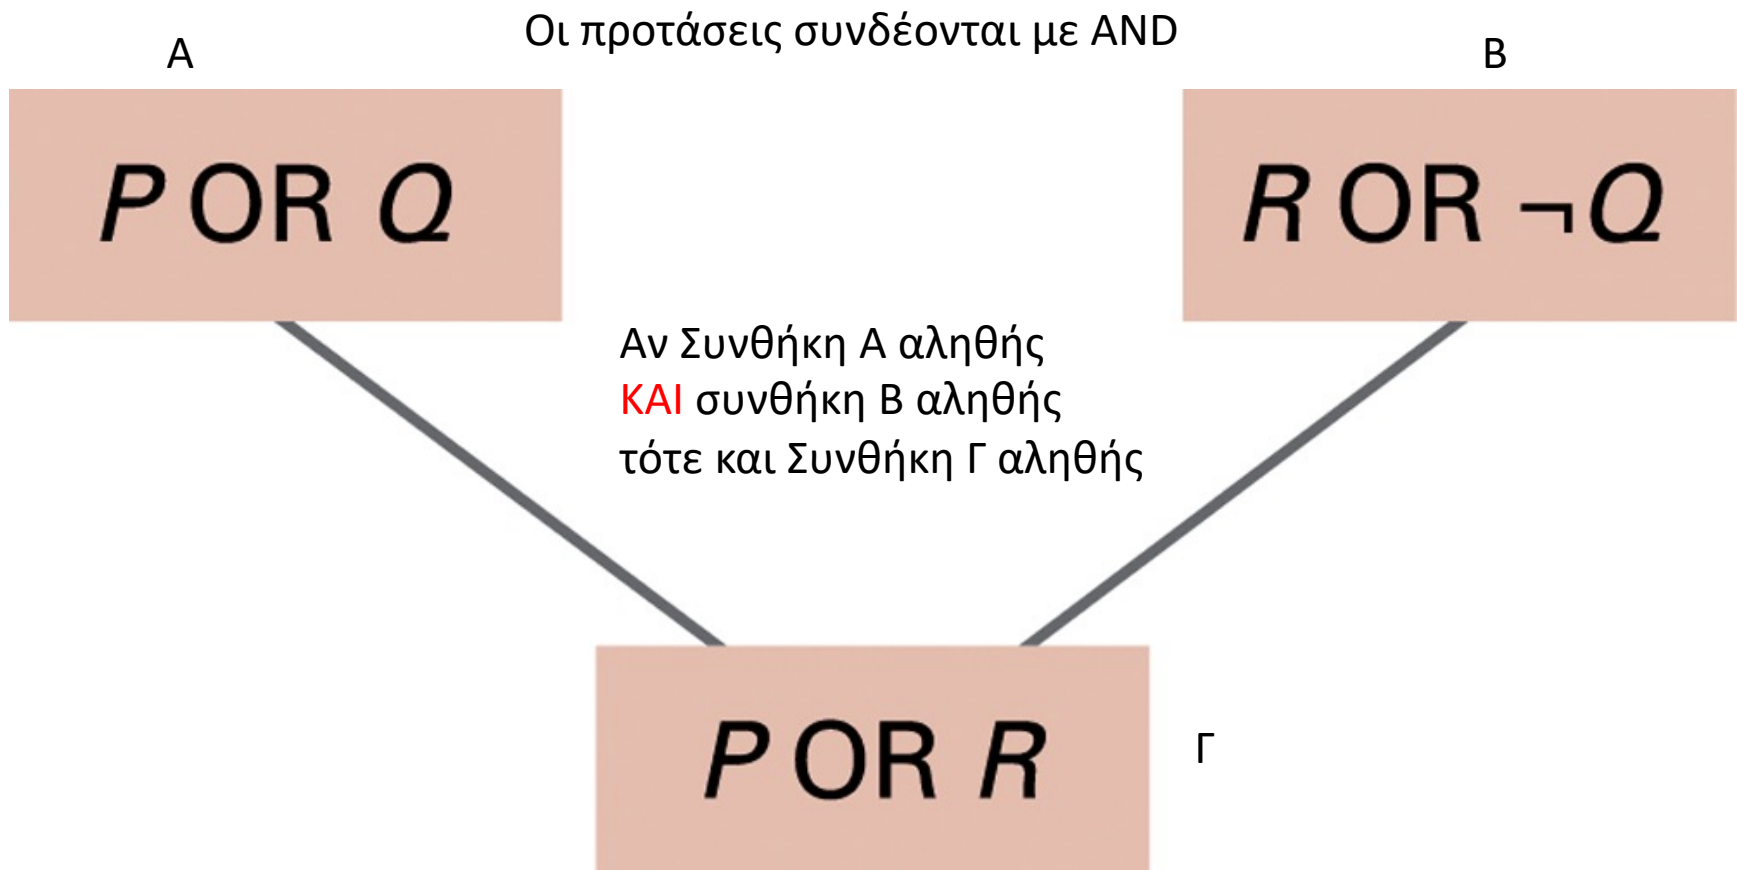 Οι προτάσεις συνδέονται με AND
Α
Β
P OR Q
R OR ¬Q
Αν Συνθήκη Α αληθής
ΚΑΙ συνθήκη Β αληθής
τότε και Συνθήκη Γ αληθής
P OR R
Γ